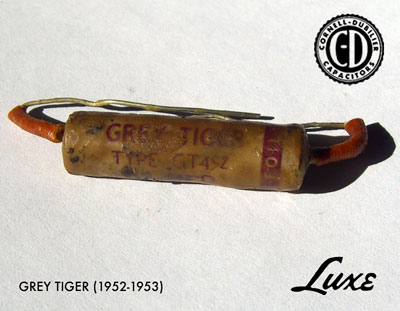 CORNELL-DUBILIER
CD
CAPACITORS
GREY TIGER
TYPE GT4S2
Luxe
GREY TIGER (1952-1953)